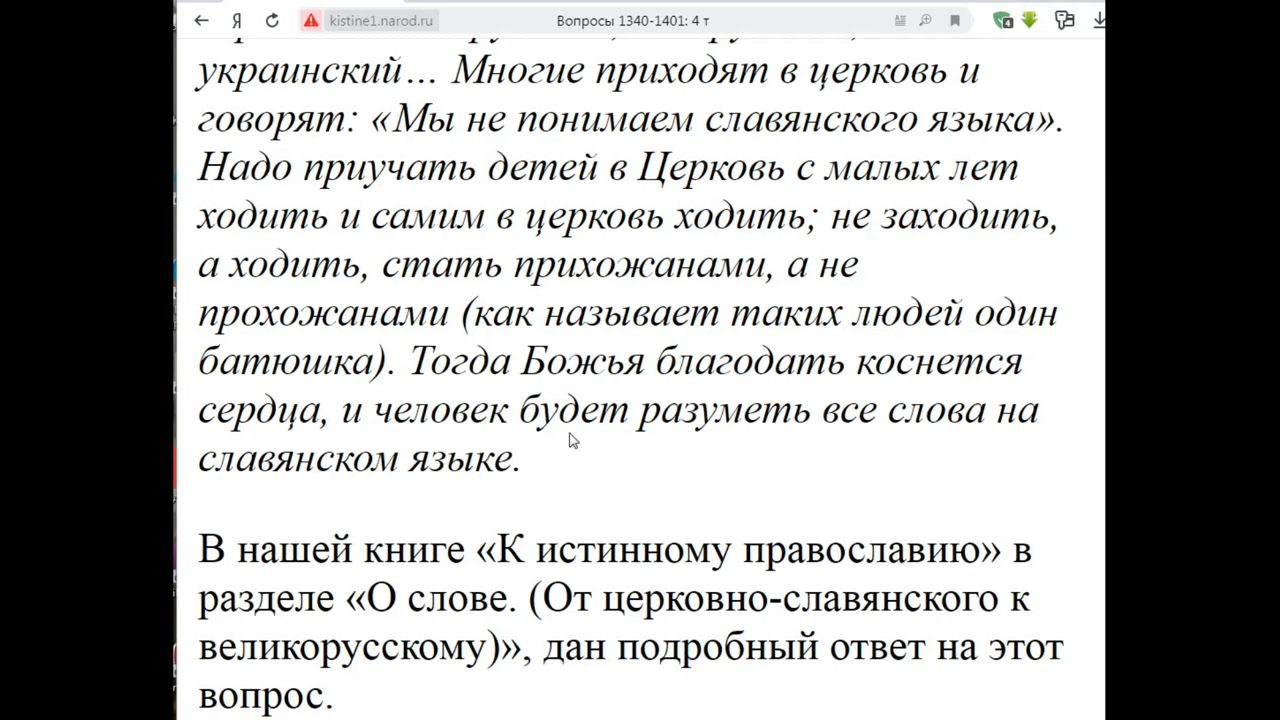 kistine1.narod.ru
Вопросы 1340-1401: 4 т
украинский… Многие приходят в церковь и
говорят: «Мы не понимаем славянского языка».
Надо приучать детей в Церковь с малых лет
ходить и самим в церковь ходить; не заходить,
а ходить, стать прихожанами, а не
прохожанами (как называет таких людей один
батюшка). Тогда Божья благодать коснется
сердца, и человек будет разуметь все слова на
славянском языке.
В нашей книге «К истинному православию» в
разделе «О слове. (От церковно-славянского к
великорусскому)», дан подробный ответ на этот
вопрос.